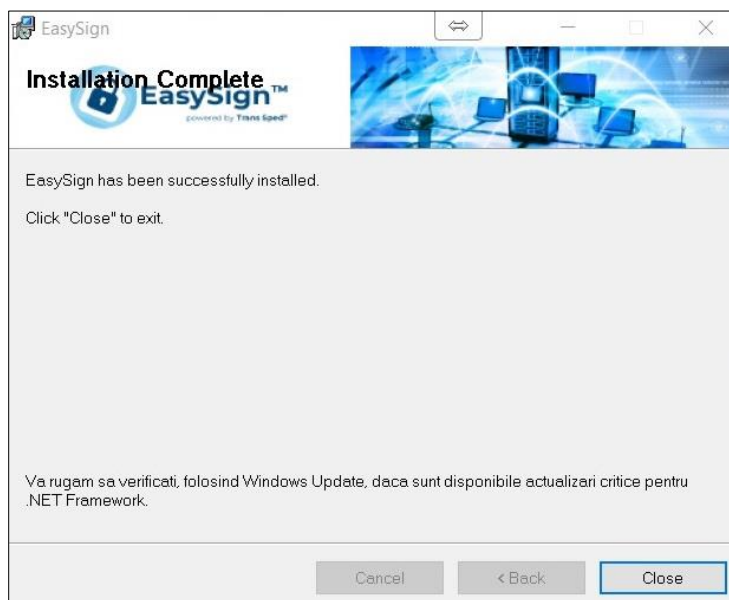 EasySign
Installation Complete
EasySign™
powered by Trans Sped®
EasySign has been successfully installed.
Click "Close" to exit.
Va rugam sa verificati, folosind Windows Update, daca sunt disponibile actualizari critice pentru
.NET Framework.
Cancel
< Back
Close